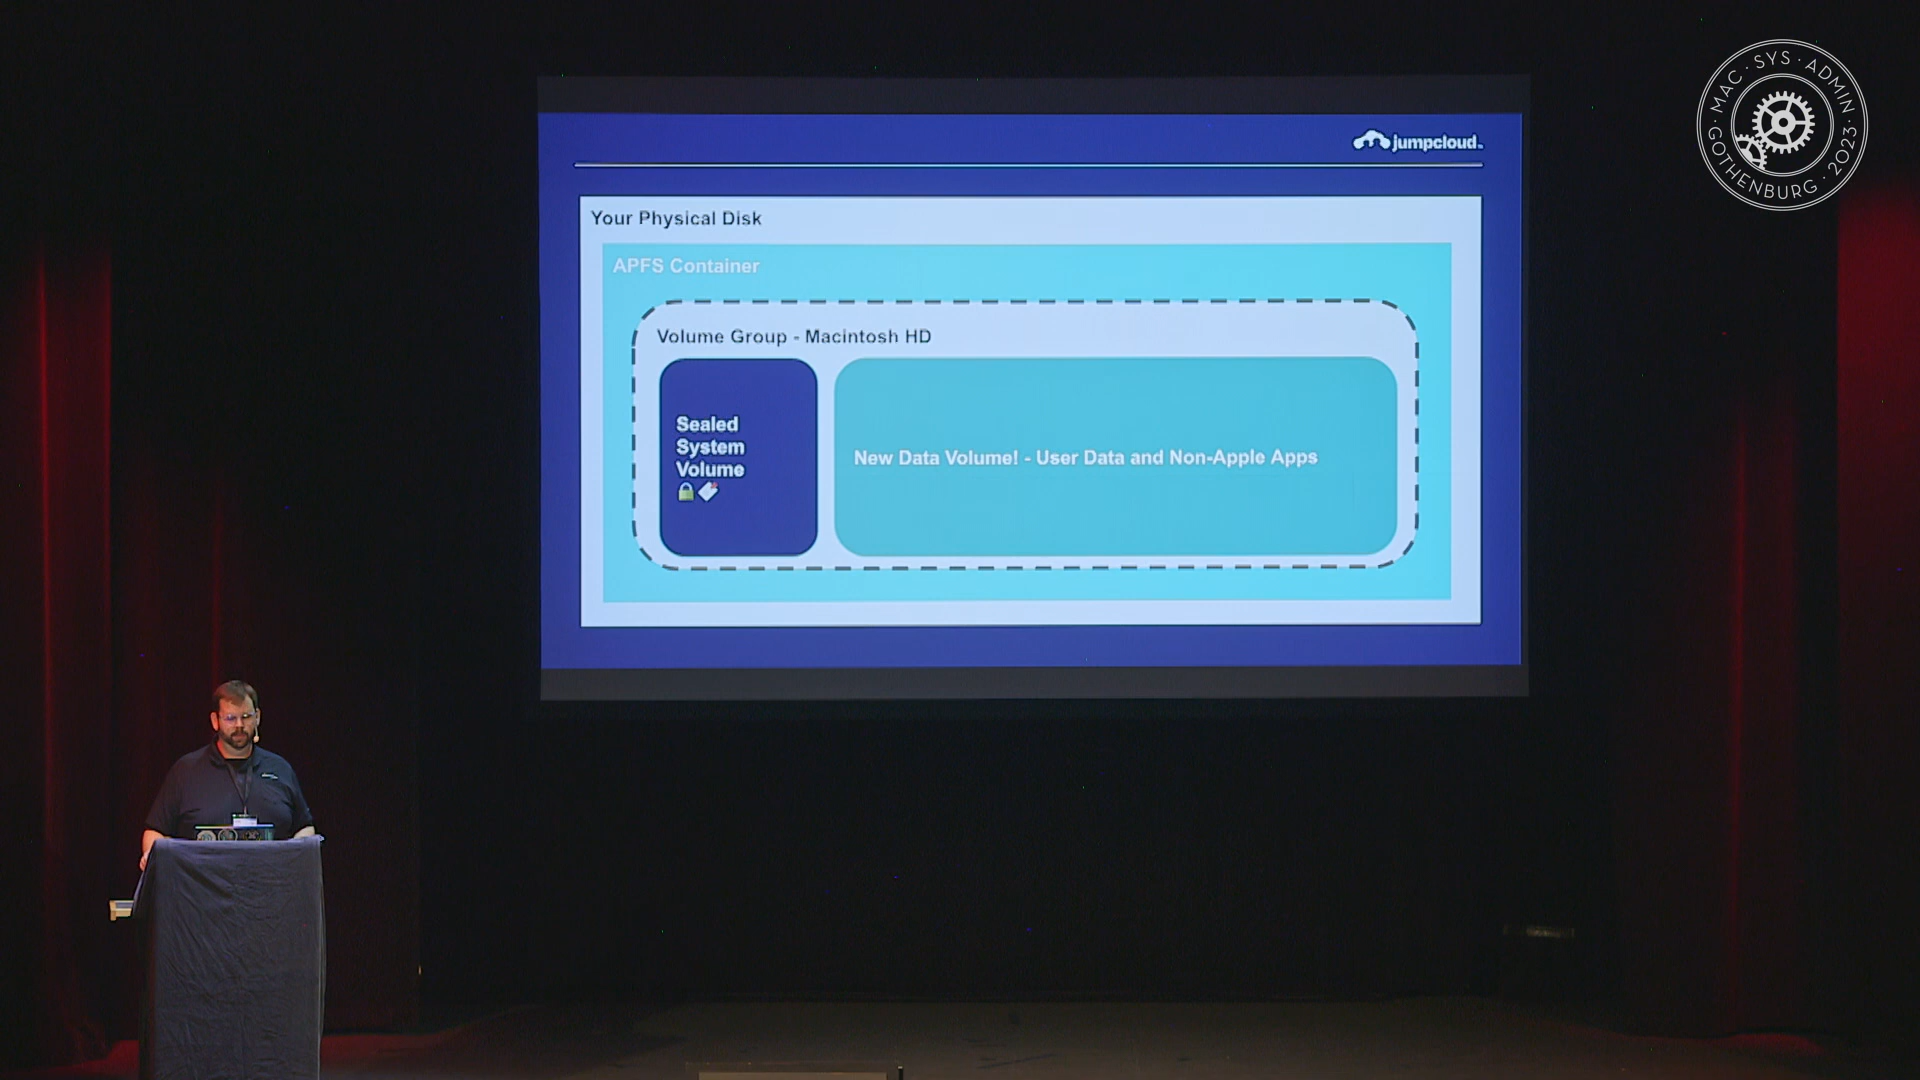 jumpcloud
Your Physical Disk
APFS Container
Volume Group - Macintosh HD
Sealed
System
Volume
New Data Volume! - User Data and Non-Apple Apps
MAC · SYS · ADMIN
· GOTHENBURG · 2023 ·